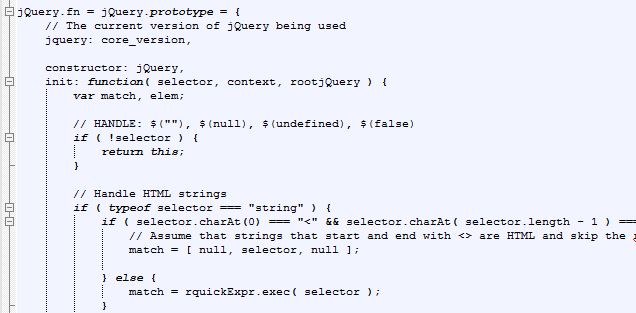 jQuery.fn = jQuery.prototype = {
// The current version of jQuery being used
jquery: core_version,
constructor: jQuery,
init: function( selector, context, rootjQuery ) {
var match, elem;
// HANDLE: $(""), $(null), $(undefined), $(false)
if ( !selector ) {
return this;
}
// Handle HTML strings
if ( typeof selector === "string" ) {
if ( selector.charAt(0) === "<" && selector.charAt( selector.length - 1 ) ===
// Assume that strings that start and end with <> are HTML and skip the
match = [ null, selector, null ];
} else {
match = rquickExpr.exec( selector );
}